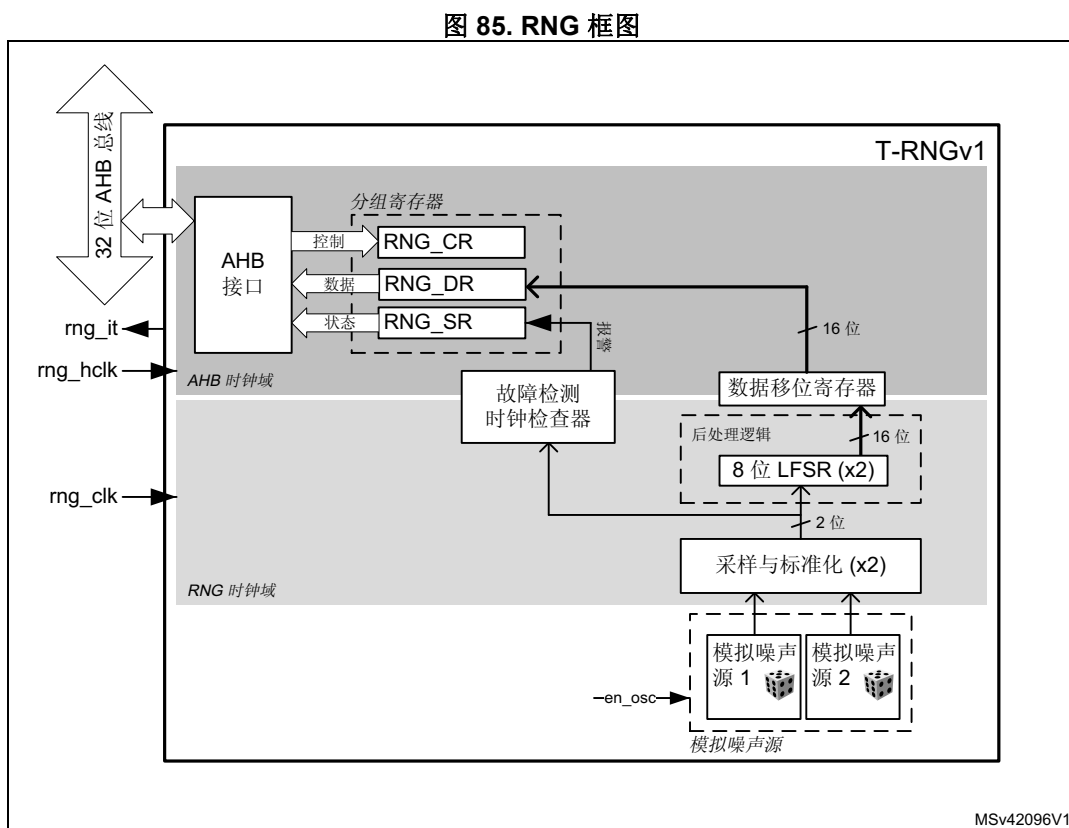 图 85. RNG 框图
32 位 AHB 总线
T-RNGv1
分组寄存器
AHB
接口
控制
RNG_CR
数据
RNG_DR
状态
RNG_SR
报警
16 位
rng_it
rng_hclk
AHB 时钟域
故障检测
时钟检查器
数据移位寄存器
后处理逻辑
16 位
8 位 LFSR (x2)
rng_clk
2 位
采样与标准化 (x2)
RNG 时钟域
模拟噪声
源 1
模拟噪声
源 2
en_osc
模拟噪声源
MSv42096V1